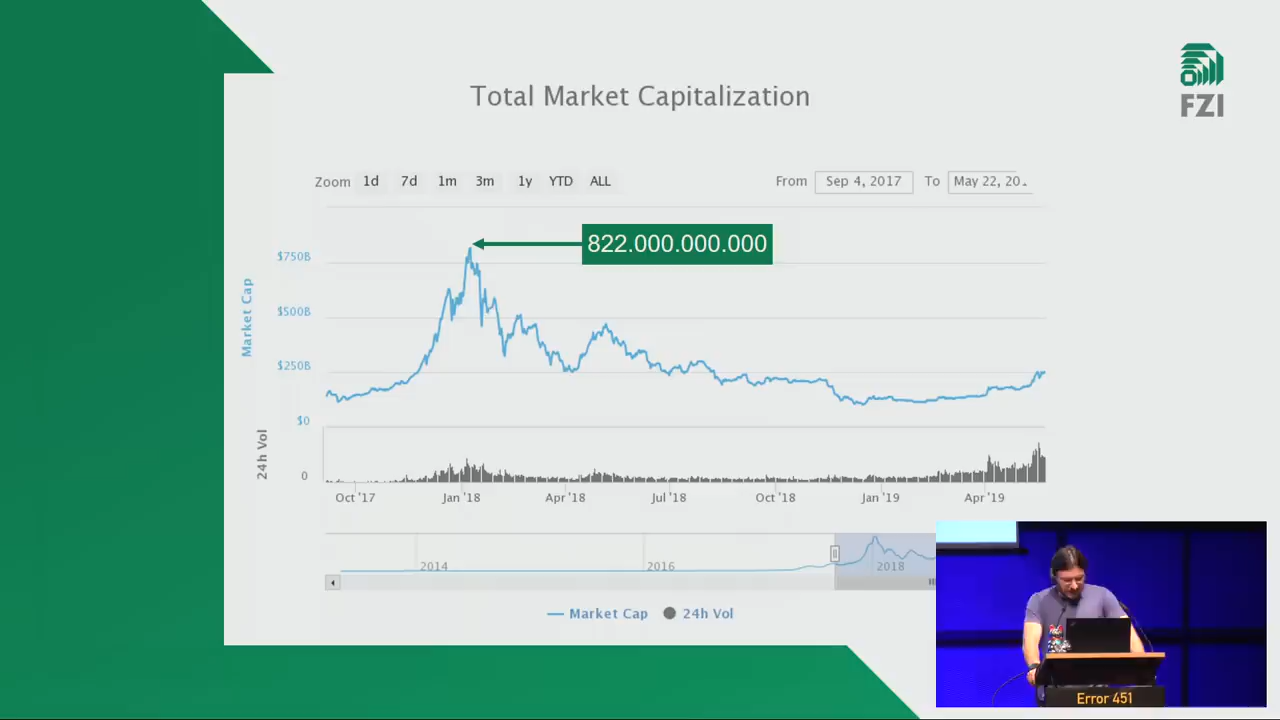 FZI
Total Market Capitalization
Zoom 1d 7d 1m 3m 1y YTD ALL
From Sep 4, 2017 To May 22, 20
822.000.000.000
$750B
$500B
$250B
$0
Market Cap
24h Vol
0
Oct '17 Jan '18 Apr '18 Jul '18 Oct '18 Jan '19 Apr '19
2014 2016 2018
Market Cap 24h Vol
Error 451